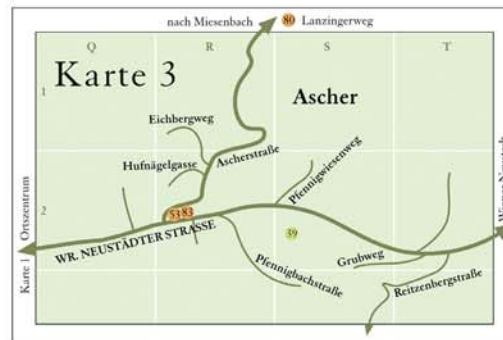 nach Miesenbach
80 Lanzingerweg
Q R S T
Karte 3
1
Ascher
Eichbergweg
Ascherstraße
Hufnägelgasse
Pfennigwiesenweg
2
53 83
39
WR. NEUSTÄDTER STRASSE
Pfennigbachstraße
Grubweg
Reitzenbergstraße
Karte 1 Ortszentrum